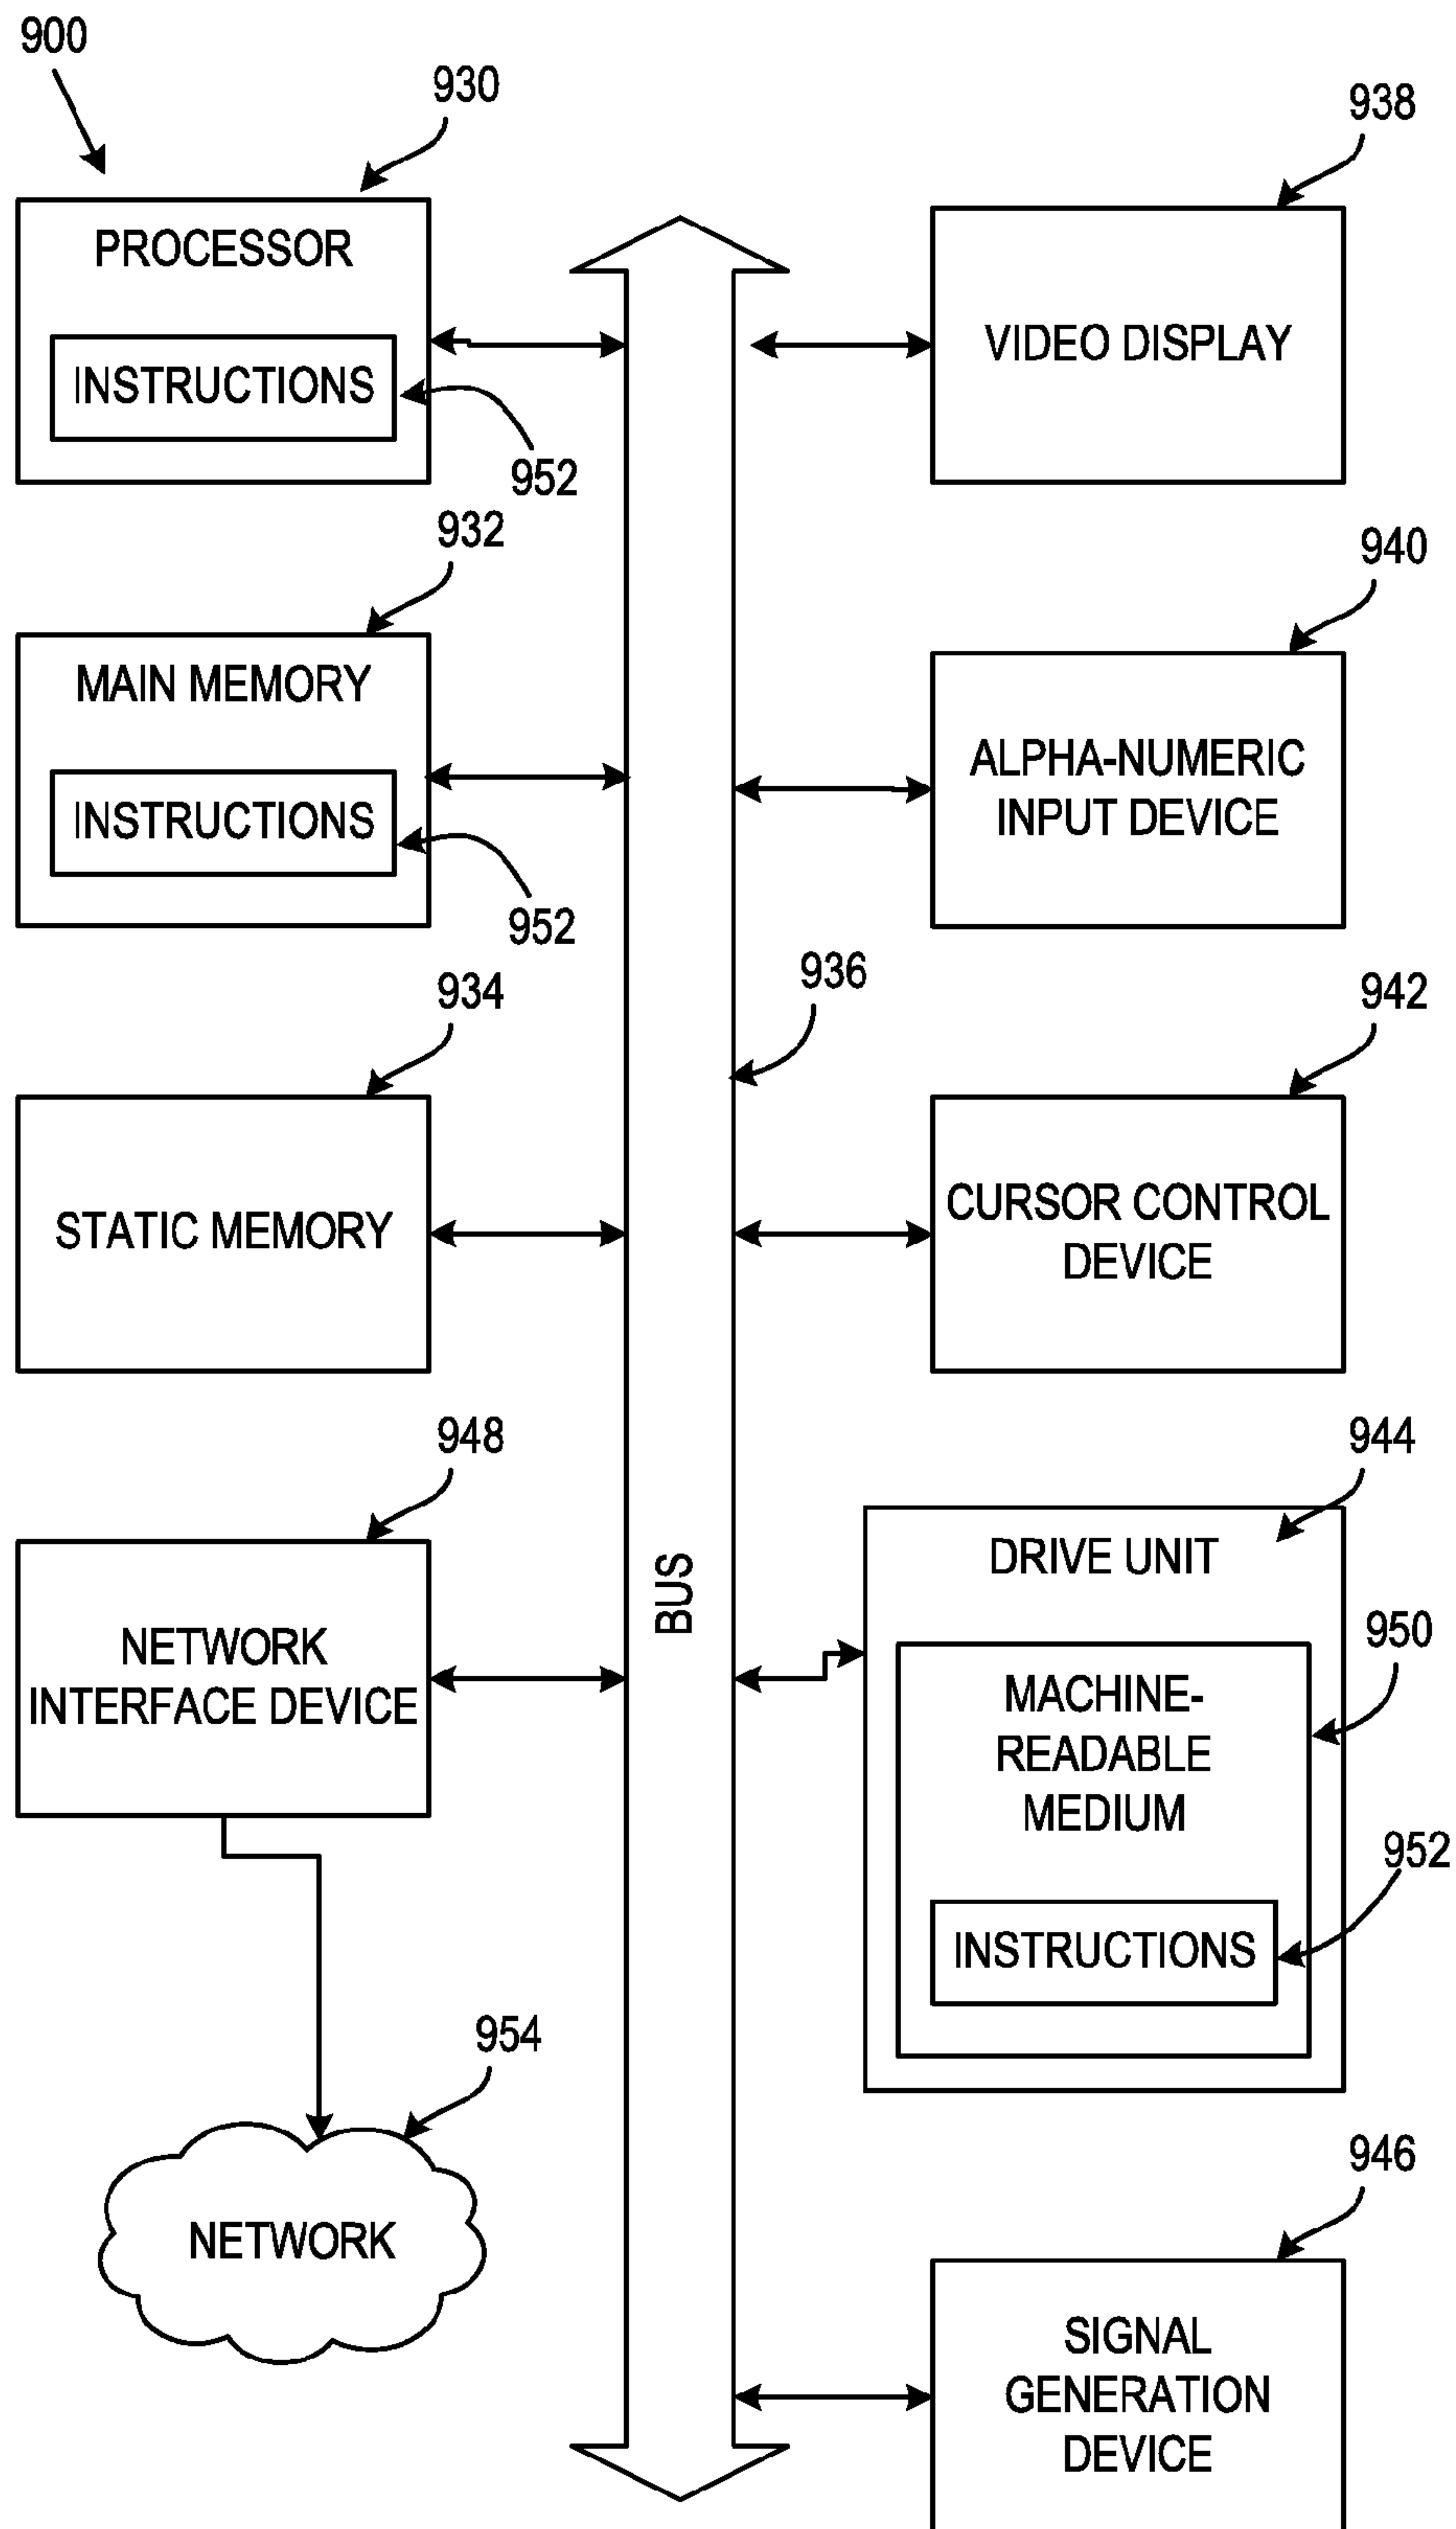 900
930
PROCESSOR
INSTRUCTIONS
952
932
MAIN MEMORY
INSTRUCTIONS
952
934
STATIC MEMORY
948
NETWORK
INTERFACE DEVICE
954
NETWORK
936
BUS
938
VIDEO DISPLAY
940
ALPHA-NUMERIC
INPUT DEVICE
942
CURSOR CONTROL
DEVICE
944
DRIVE UNIT
950
MACHINE-
READABLE
MEDIUM
952
INSTRUCTIONS
946
SIGNAL
GENERATION
DEVICE